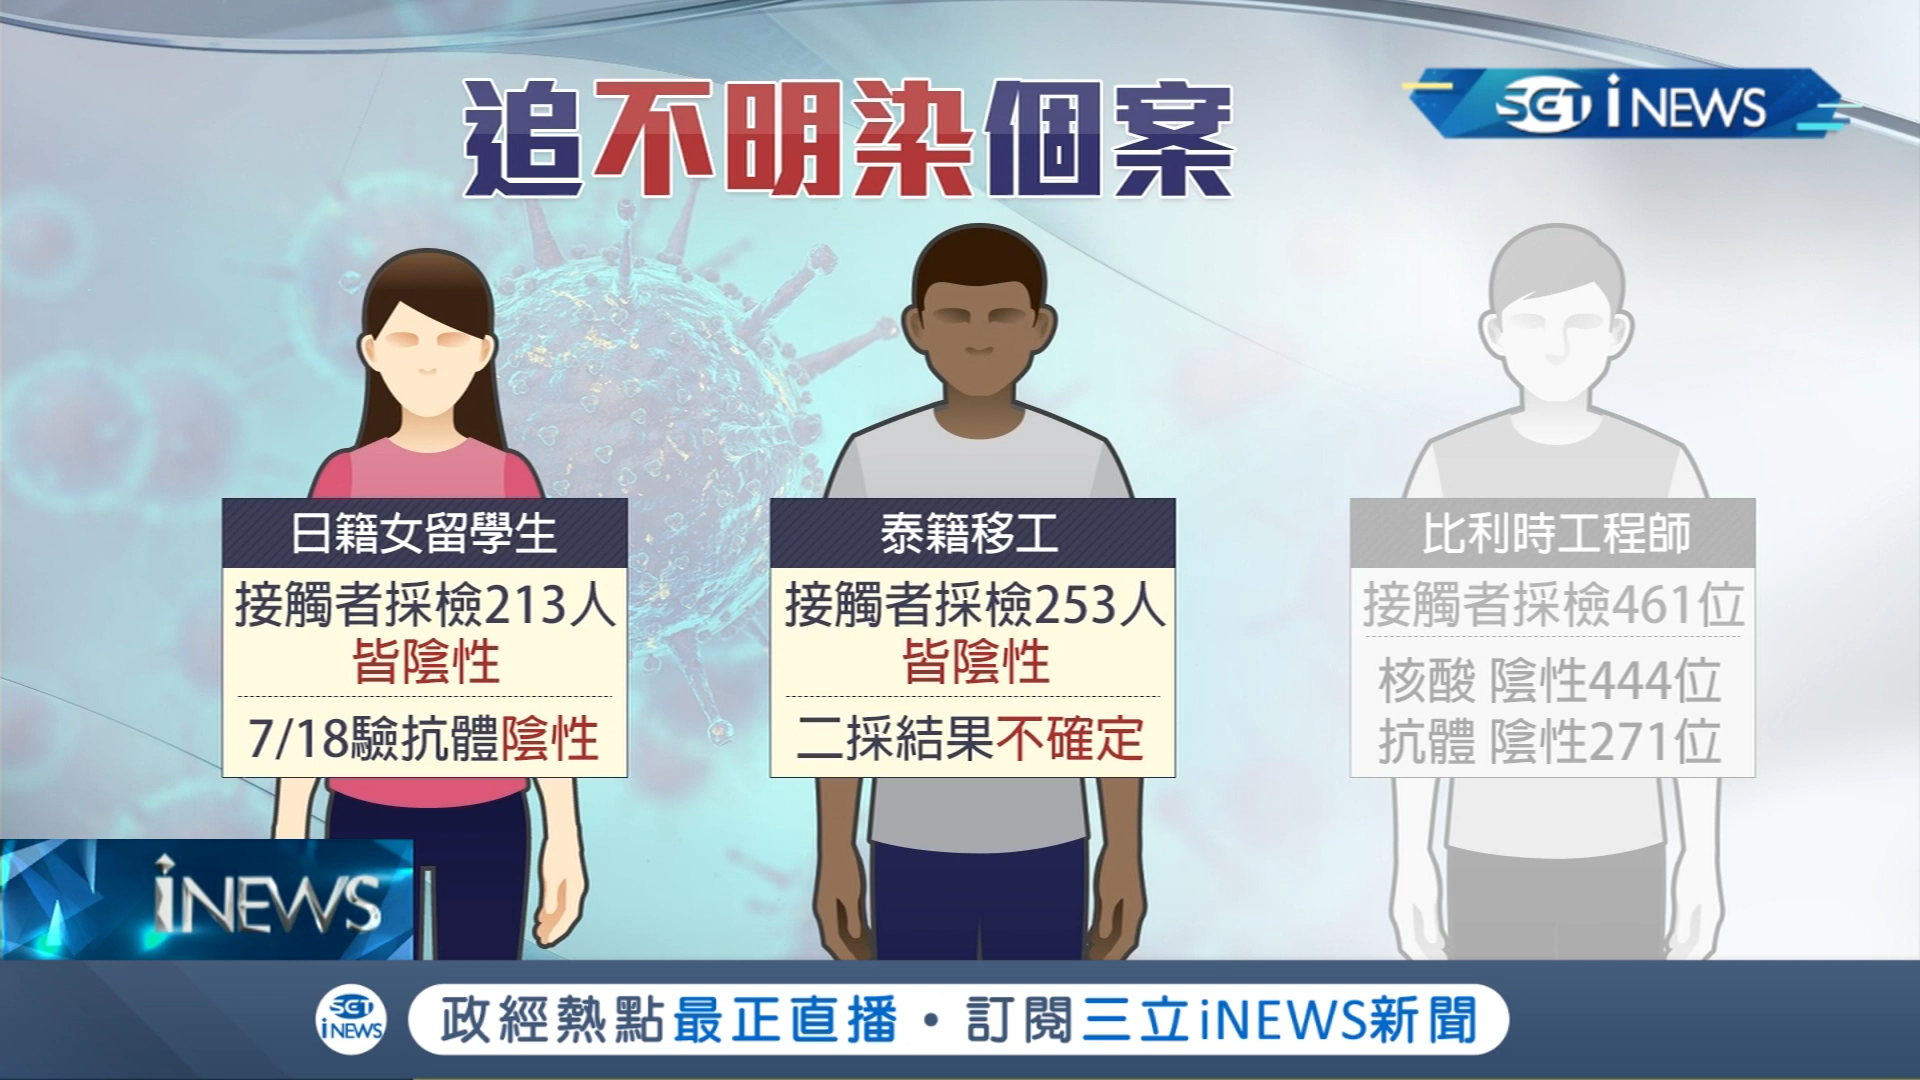 追不明染個案
SET iNEWS
日籍女留學生
接觸者採檢213人
皆陰性
7/18驗抗體陰性
泰籍移工
接觸者採檢253人
皆陰性
二採結果不確定
比利時工程師
接觸者採檢461位
核酸 陰性444位
抗體 陰性271位
iNEWS
SET iNEWS
政經熱點最正直播・訂閱三立iNEWS新聞